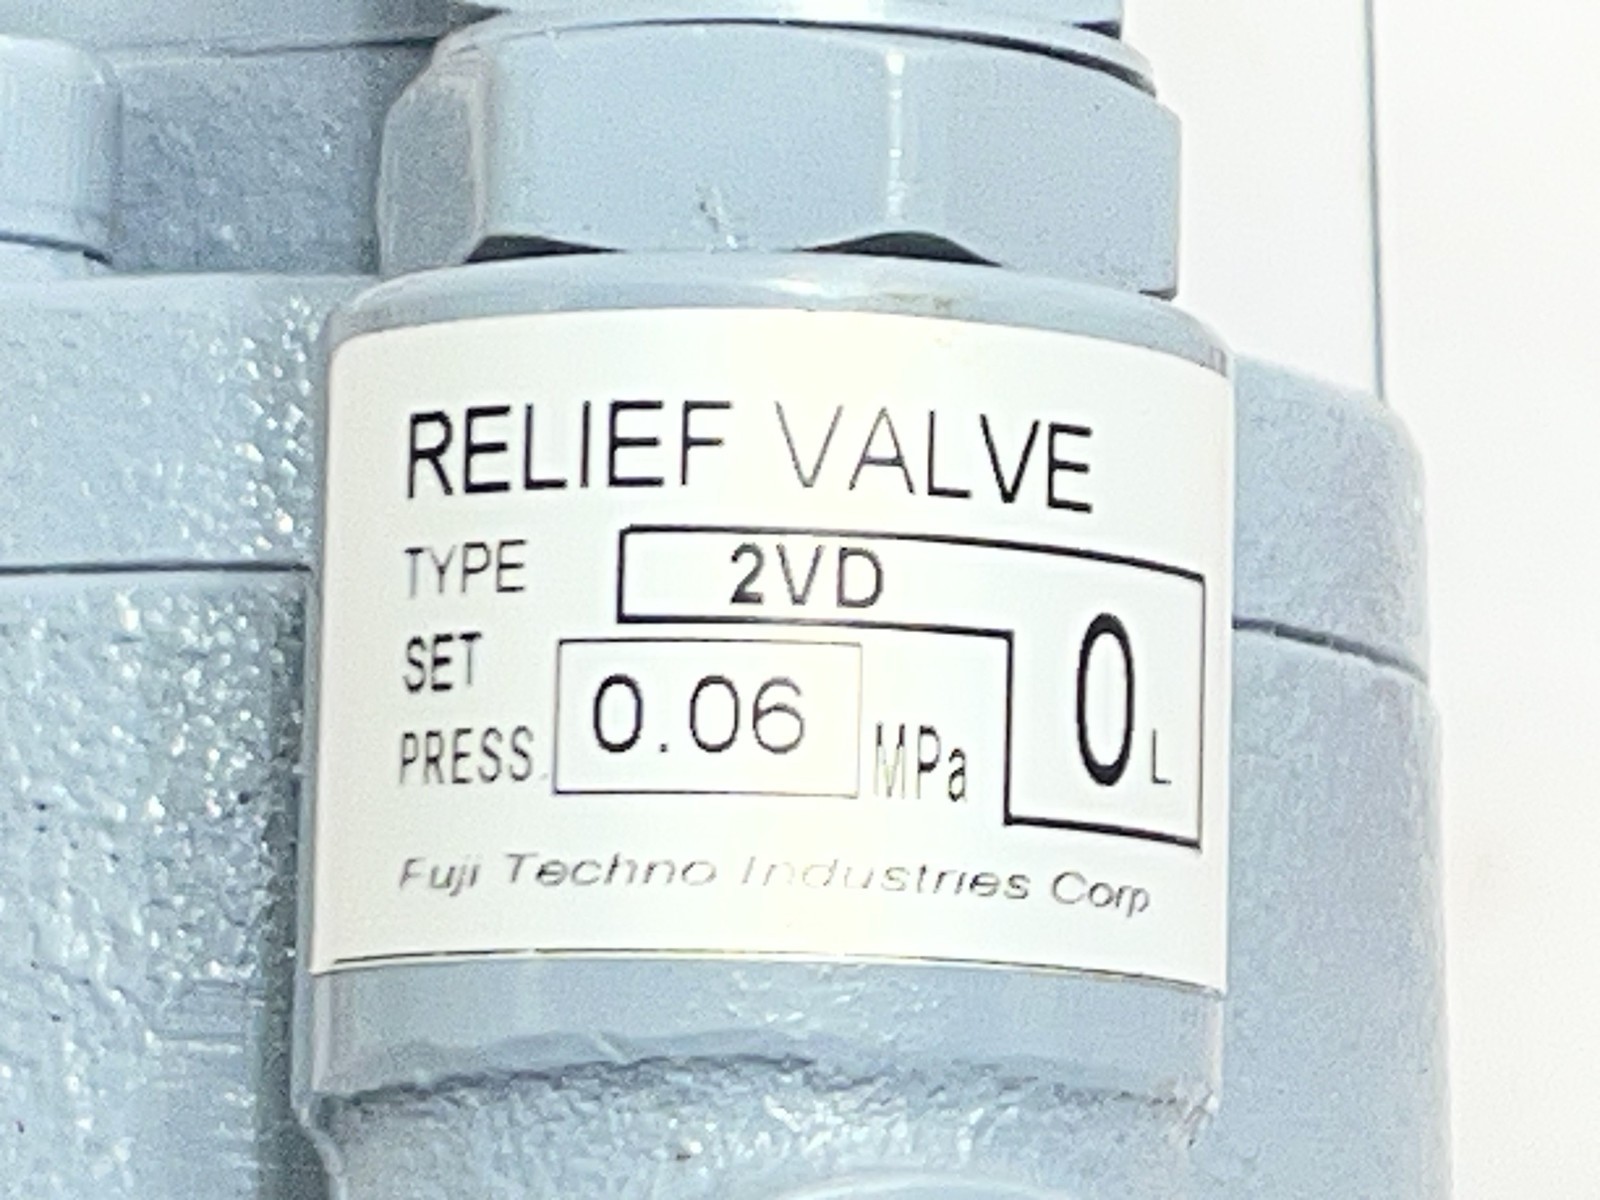 RELIEF VALVE
TYPE 2VD
SET
PRESS. 0.06 MPa
0L
Fuji Techno Industries Corp